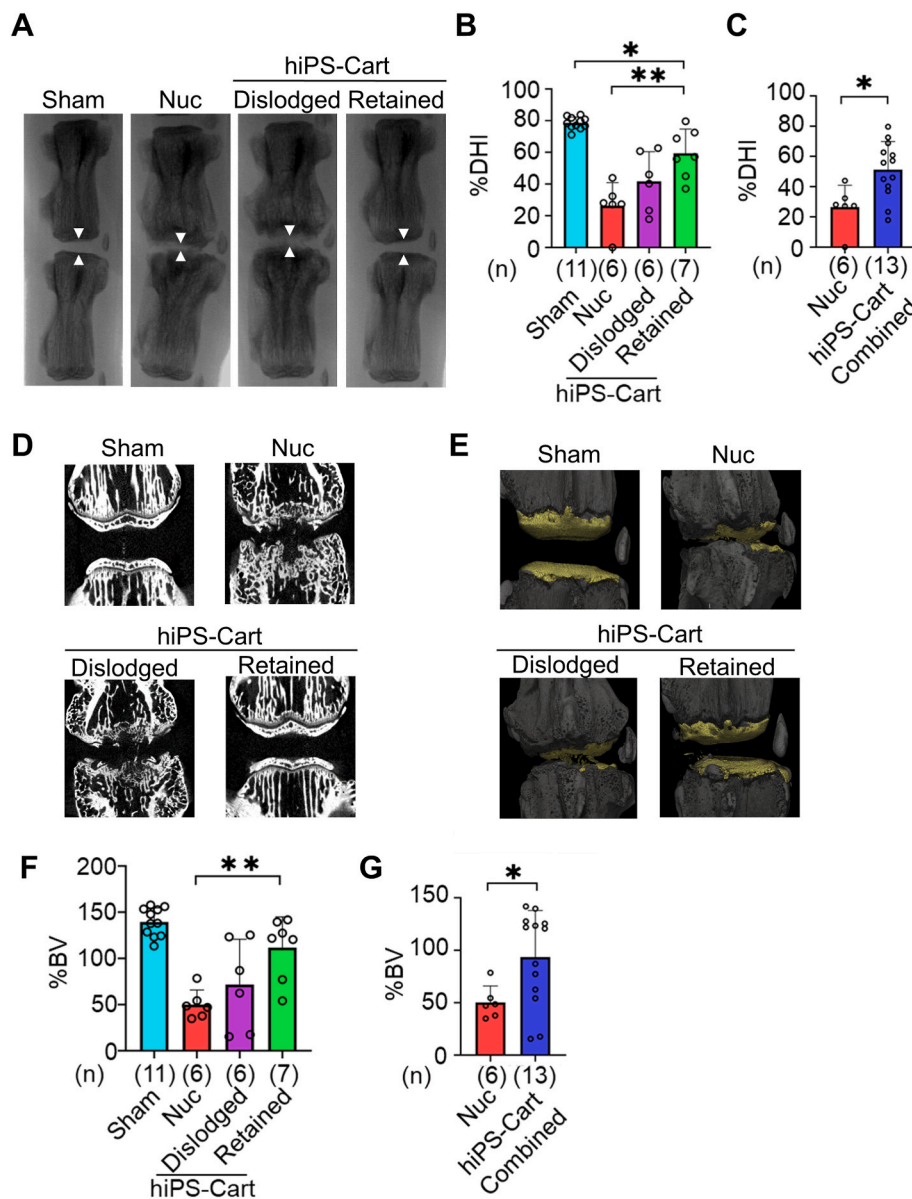 A
hiPS-Cart
Sham Nuc Dislodged Retained
B
* 
**
%DHI
100
80
60
40
20
0
(n) (11) (6) (6) (7)
Sham Nuc Dislodged Retained
hiPS-Cart
C
*
%DHI
100
80
60
40
20
0
(n) (6) (13)
Nuc hiPS-Cart
Combined
D
Sham Nuc
hiPS-Cart
Dislodged Retained
E
Sham Nuc
hiPS-Cart
Dislodged Retained
F
**
%BV
200
150
100
50
0
(n) (11) (6) (6) (7)
Sham Nuc Dislodged Retained
hiPS-Cart
G
*
%BV
150
100
50
0
(n) (6) (13)
Nuc hiPS-Cart
Combined